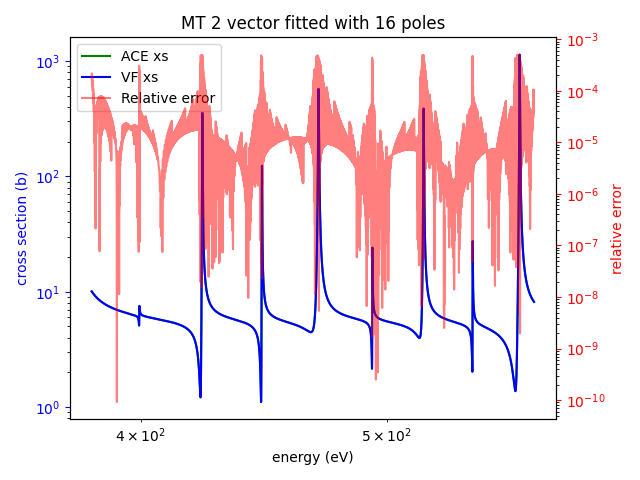 MT 2 vector fitted with 16 poles
ACE xs
VF xs
Relative error
cross section (b)
10³
10²
10¹
10⁰
relative error
10⁻³
10⁻⁴
10⁻⁵
10⁻⁶
10⁻⁷
10⁻⁸
10⁻⁹
10⁻¹⁰
4 × 10²
5 × 10²
energy (eV)